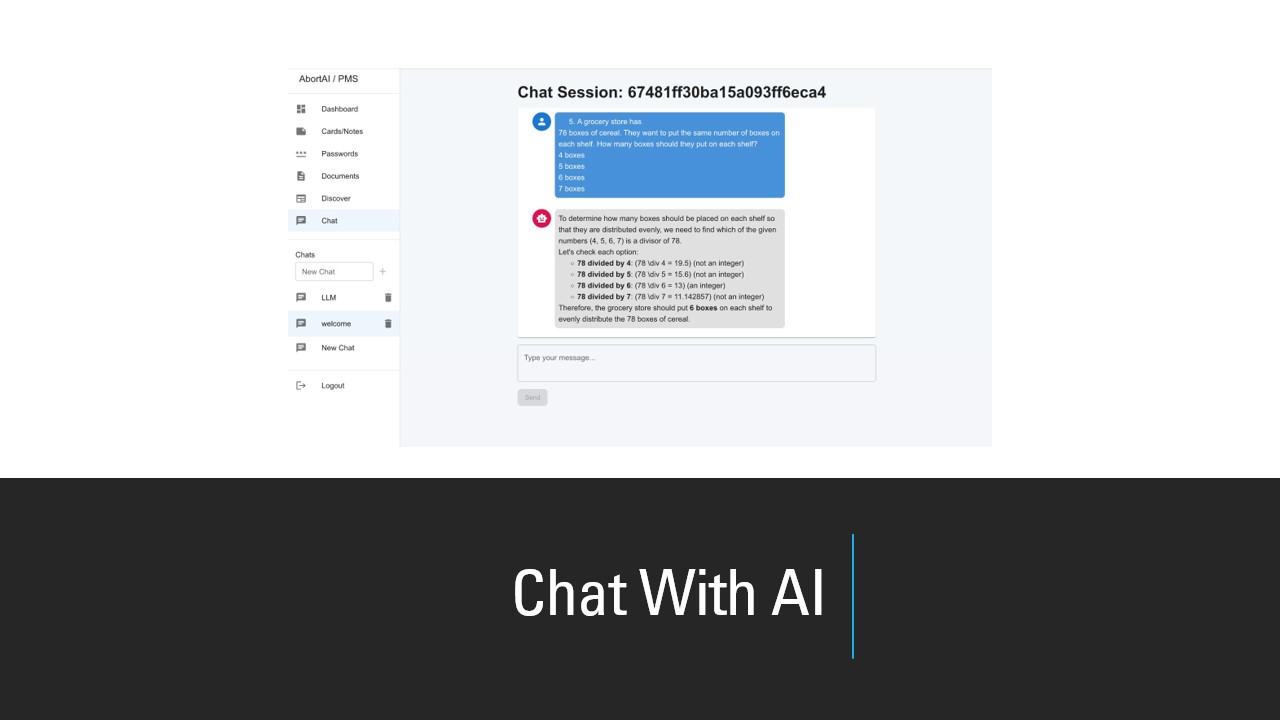 AbortAI / PMS
Dashboard
Cards/Notes
Passwords
Documents
Discover
Chat
Chats
New Chat
LLM
welcome
New Chat
Logout
Chat Session: 67481ff30ba15a093ff6eca4
5. A grocery store has
78 boxes of cereal. They want to put the same number of boxes on
each shelf. How many boxes should they put on each shelf?
4 boxes
5 boxes
6 boxes
7 boxes
To determine how many boxes should be placed on each shelf so
that they are distributed evenly, we need to find which of the given
numbers (4, 5, 6, 7) is a divisor of 78.
Let's check each option:
◦ 78 divided by 4: (78 \div 4 = 19.5) (not an integer)
◦ 78 divided by 5: (78 \div 5 = 15.6) (not an integer)
◦ 78 divided by 6: (78 \div 6 = 13) (an integer)
◦ 78 divided by 7: (78 \div 7 = 11.142857) (not an integer)
Therefore, the grocery store should put 6 boxes on each shelf to
evenly distribute the 78 boxes of cereal.
Type your message...
Send
Chat With AI